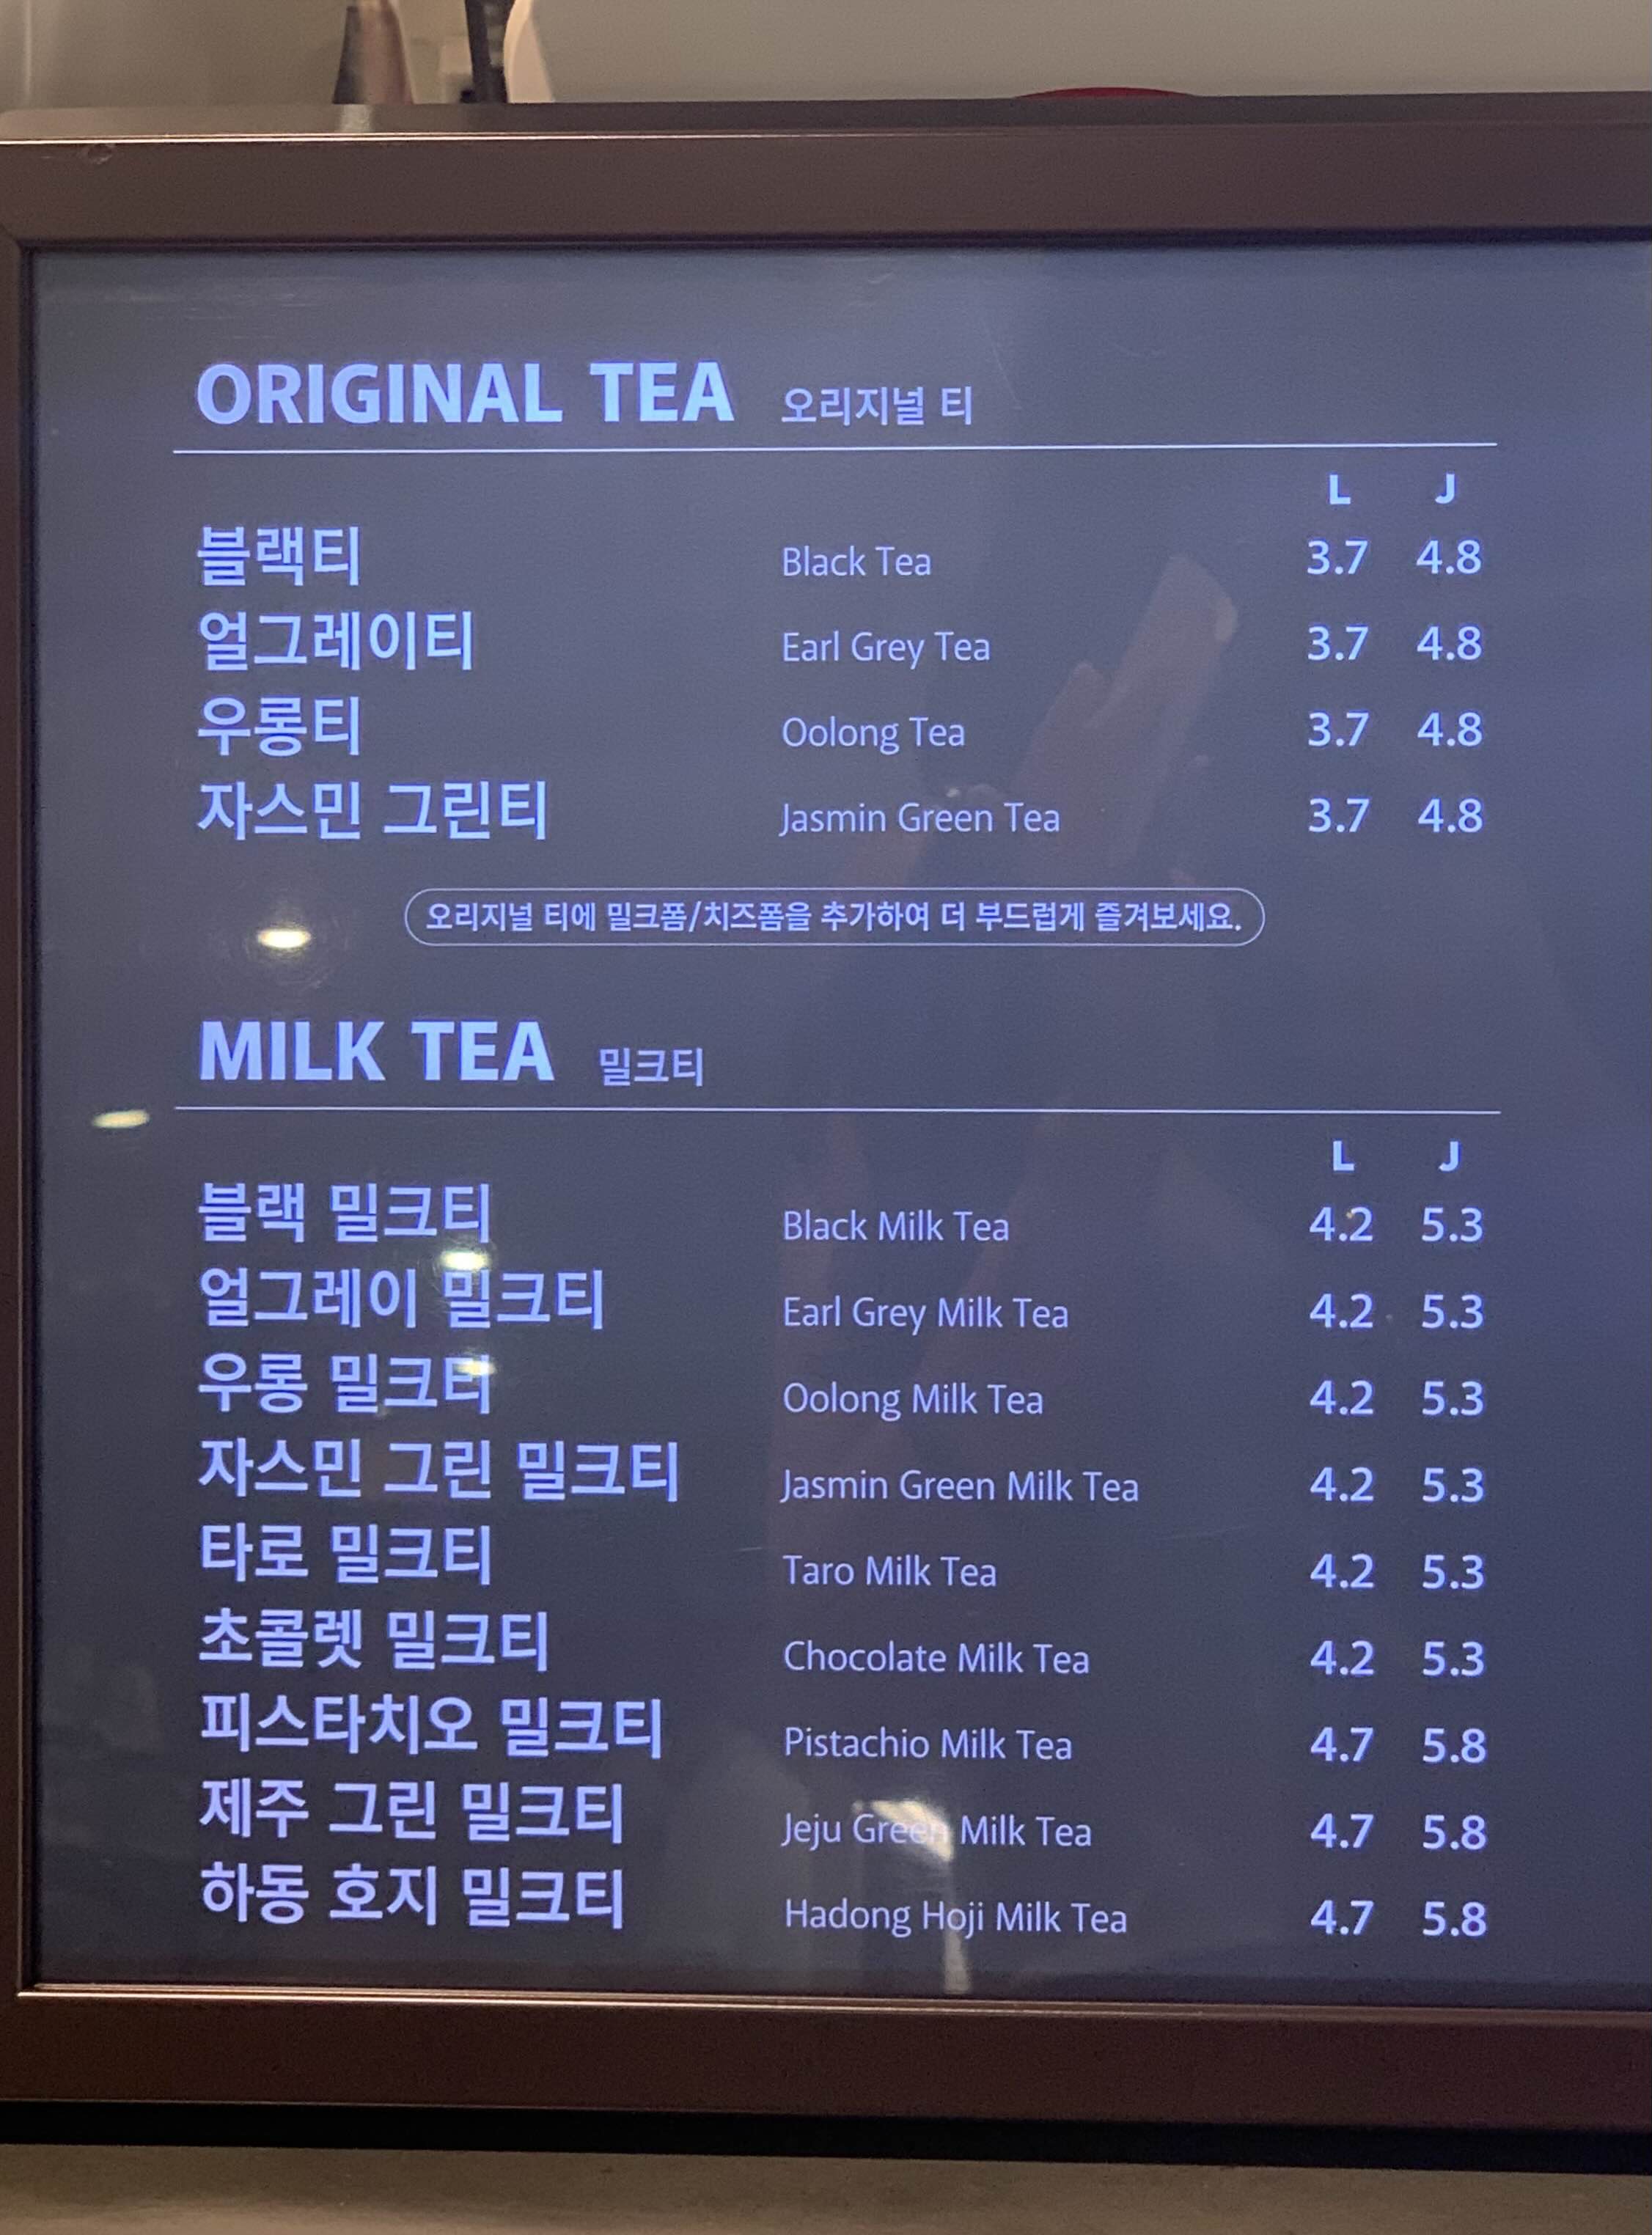 ORIGINAL TEA 오리지널 티
L J
블랙티 Black Tea 3.7 4.8
얼그레이티 Earl Grey Tea 3.7 4.8
우롱티 Oolong Tea 3.7 4.8
자스민 그린티 Jasmin Green Tea 3.7 4.8
오리지널 티에 밀크폼/치즈폼을 추가하여 더 부드럽게 즐겨보세요.
MILK TEA 밀크티
L J
블랙 밀크티 Black Milk Tea 4.2 5.3
얼그레이 밀크티 Earl Grey Milk Tea 4.2 5.3
우롱 밀크티 Oolong Milk Tea 4.2 5.3
자스민 그린 밀크티 Jasmin Green Milk Tea 4.2 5.3
타로 밀크티 Taro Milk Tea 4.2 5.3
초콜렛 밀크티 Chocolate Milk Tea 4.2 5.3
피스타치오 밀크티 Pistachio Milk Tea 4.7 5.8
제주 그린 밀크티 Jeju Green Milk Tea 4.7 5.8
하동 호지 밀크티 Hadong Hoji Milk Tea 4.7 5.8